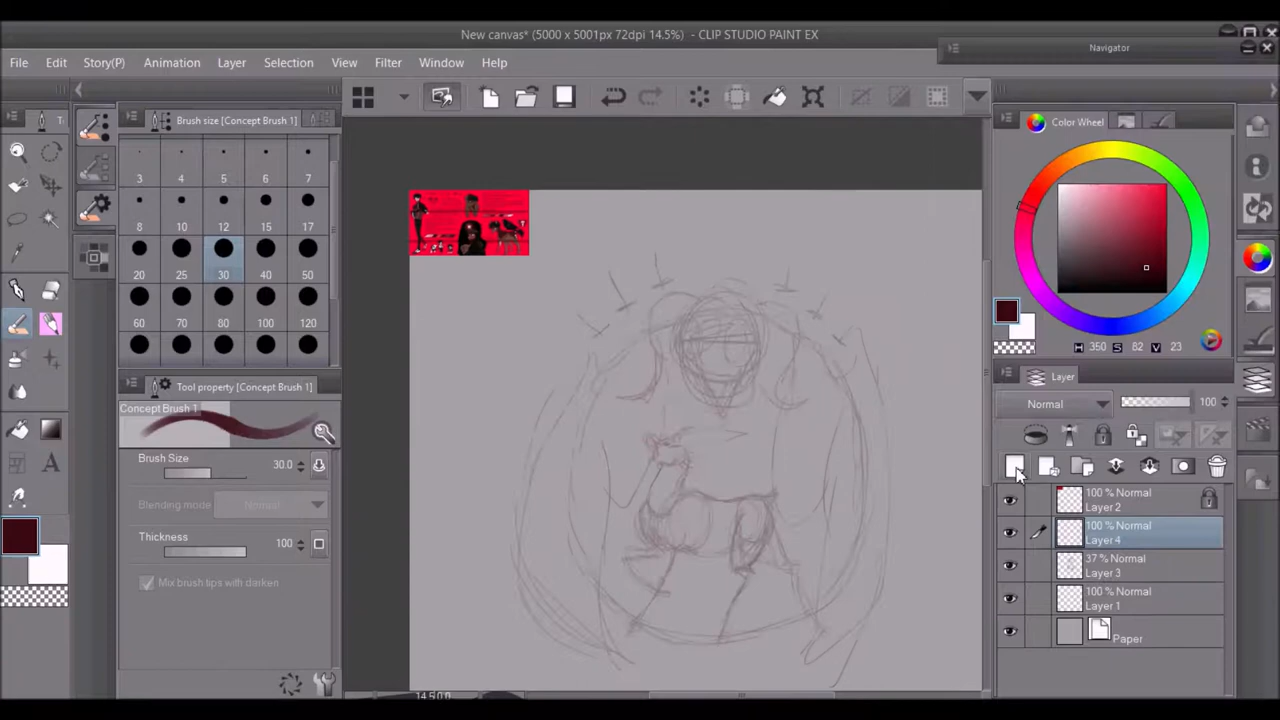 New canvas* (5000 x 5001px 72dpi 14.5%) - CLIP STUDIO PAINT EX
Navigator
File Edit Story(P) Animation Layer Selection View Filter Window Help
Brush size [Concept Brush 1]
Color Wheel
3 4 5 6 7
8 10 12 15 17
20 25 30 40 50
60 70 80 100 120
H 350 S 82 V 23
Tool property [Concept Brush 1]
Concept Brush 1
Brush Size 30.0
Blending mode Normal
Thickness 100
Mix brush tips with darken
Layer
Normal 100
100 % Normal
Layer 2
100 % Normal
Layer 4
37 % Normal
Layer 3
100 % Normal
Layer 1
Paper